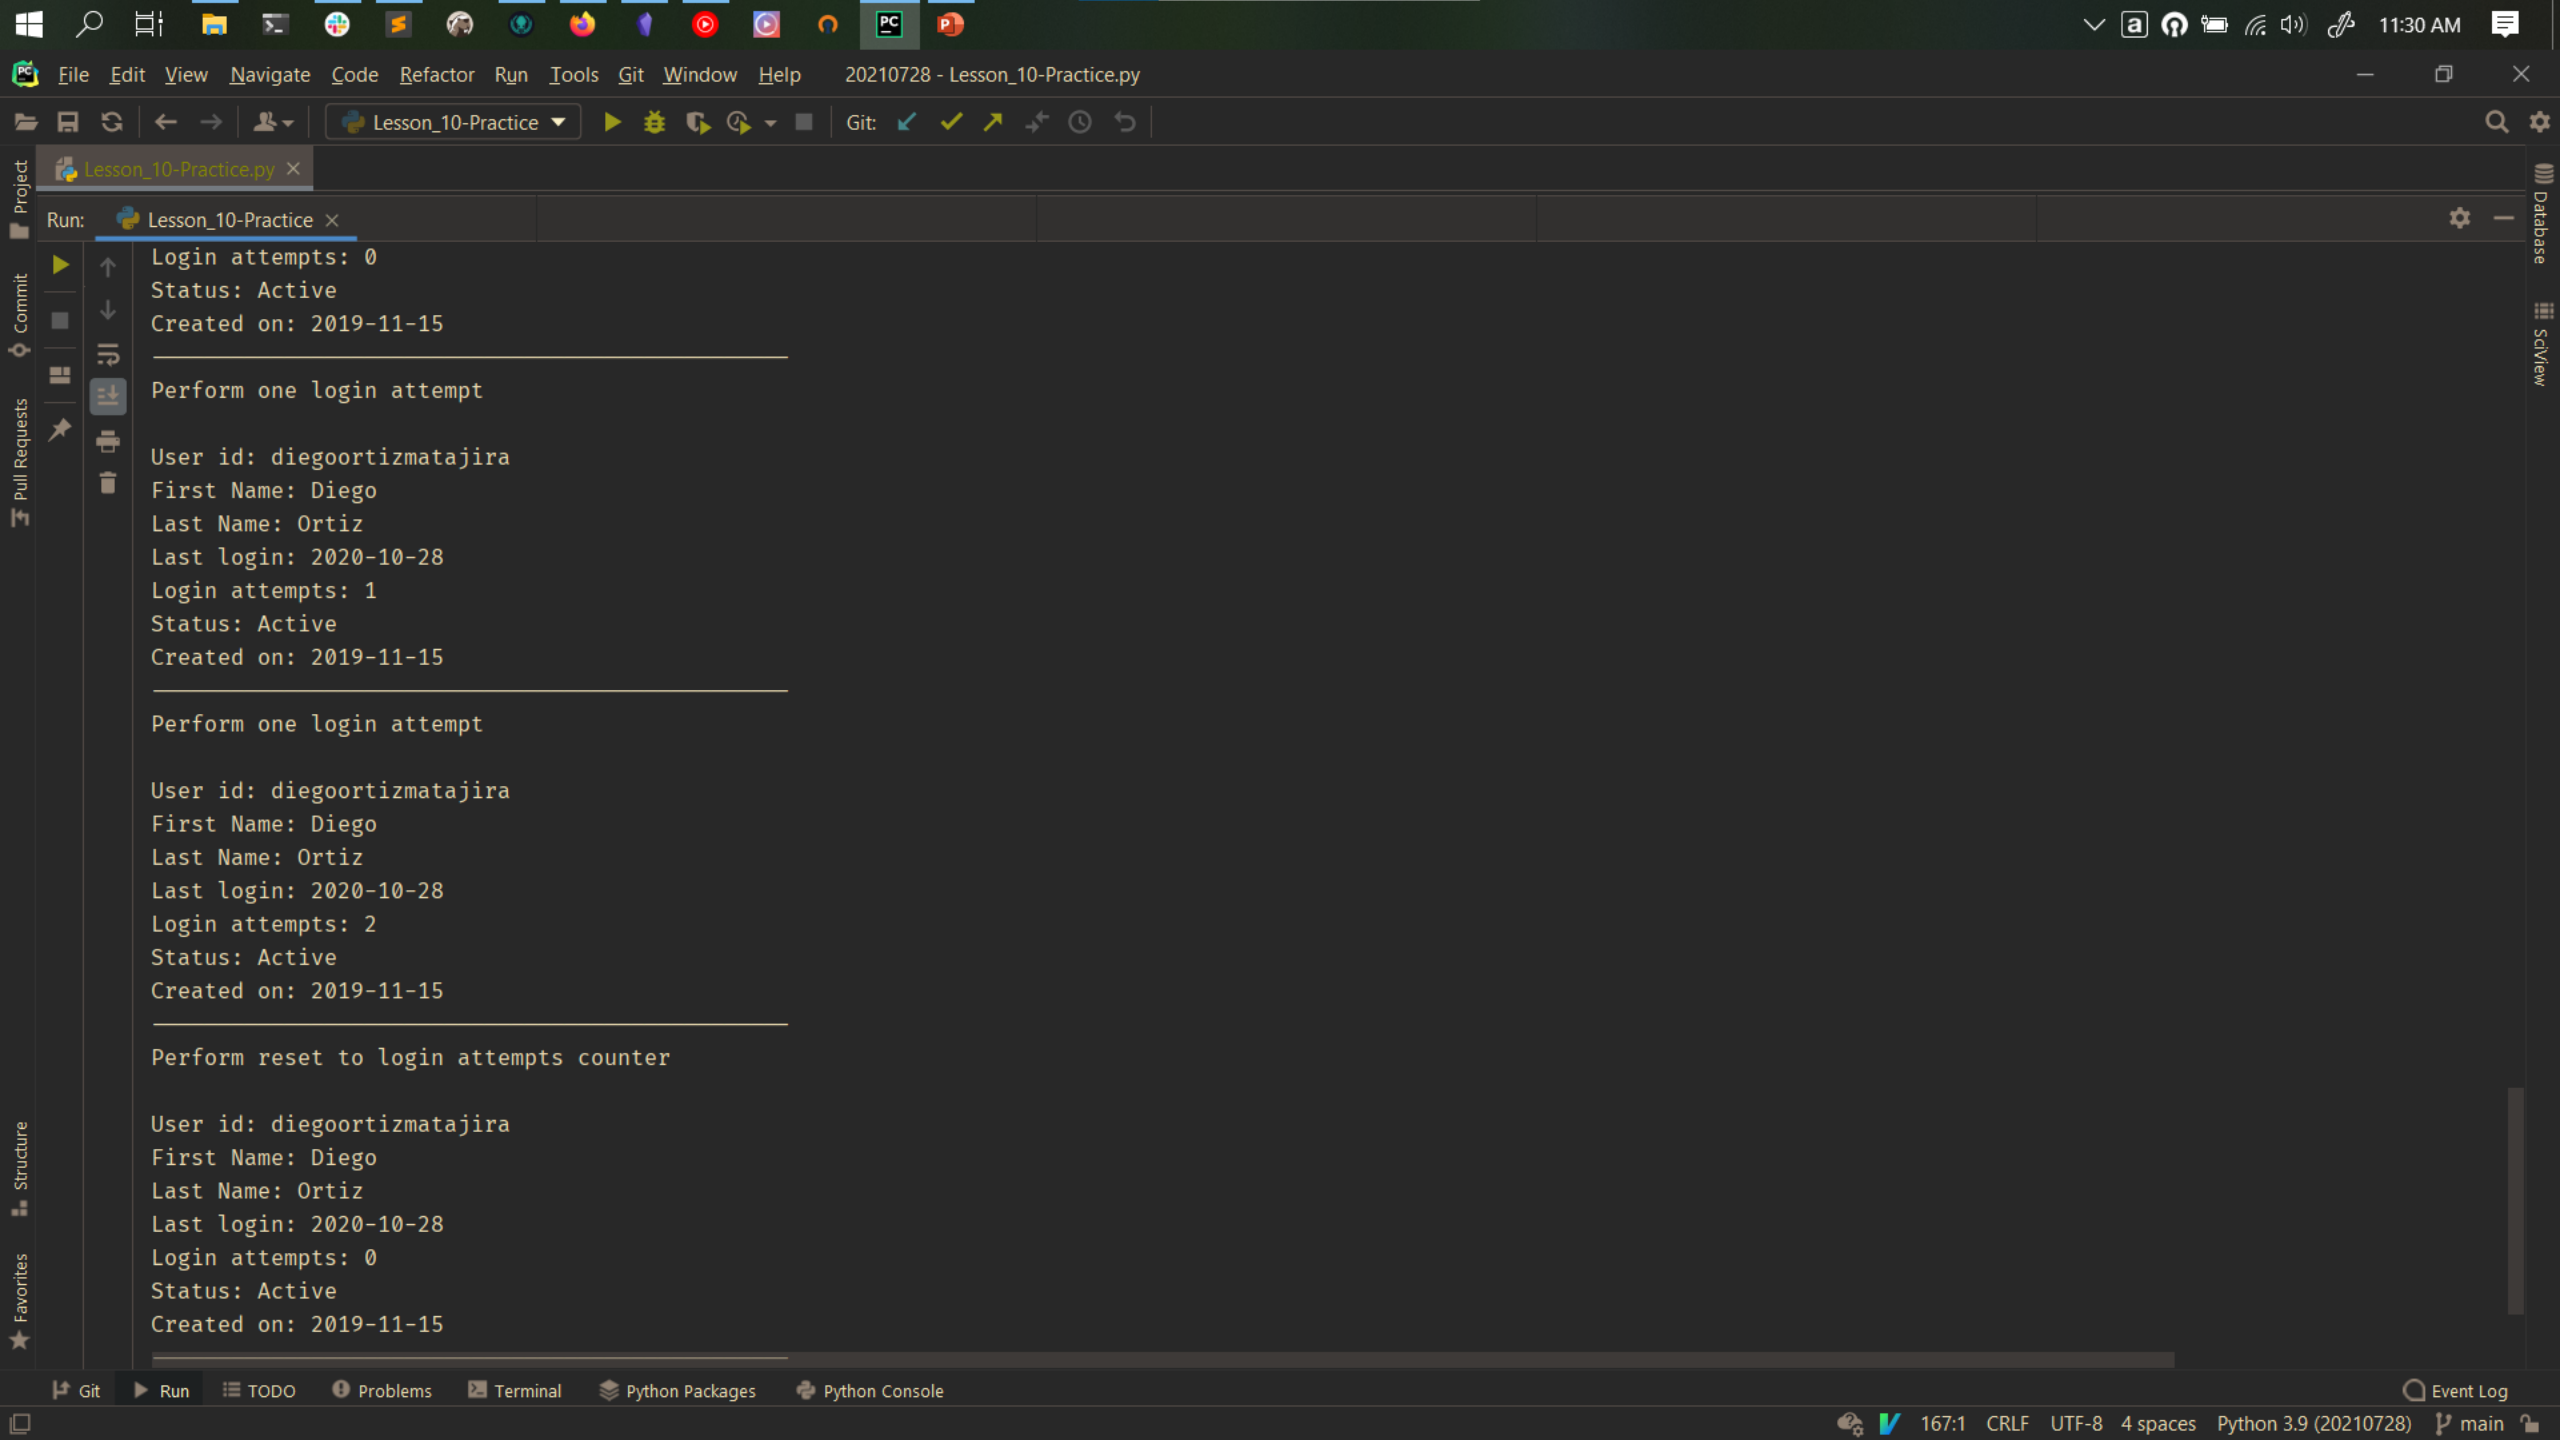 11:30 AM
File Edit View Navigate Code Refactor Run Tools Git Window Help 20210728 - Lesson_10-Practice.py
Lesson_10-Practice Git:
Lesson_10-Practice.py
Run: Lesson_10-Practice
Project
Commit
Pull Requests
Structure
Favorites
Database
SciView
Login attempts: 0
Status: Active
Created on: 2019-11-15
Perform one login attempt
User id: diegoortizmatajira
First Name: Diego
Last Name: Ortiz
Last login: 2020-10-28
Login attempts: 1
Status: Active
Created on: 2019-11-15
Perform one login attempt
User id: diegoortizmatajira
First Name: Diego
Last Name: Ortiz
Last login: 2020-10-28
Login attempts: 2
Status: Active
Created on: 2019-11-15
Perform reset to login attempts counter
User id: diegoortizmatajira
First Name: Diego
Last Name: Ortiz
Last login: 2020-10-28
Login attempts: 0
Status: Active
Created on: 2019-11-15
Git Run TODO Problems Terminal Python Packages Python Console Event Log
167:1 CRLF UTF-8 4 spaces Python 3.9 (20210728) main